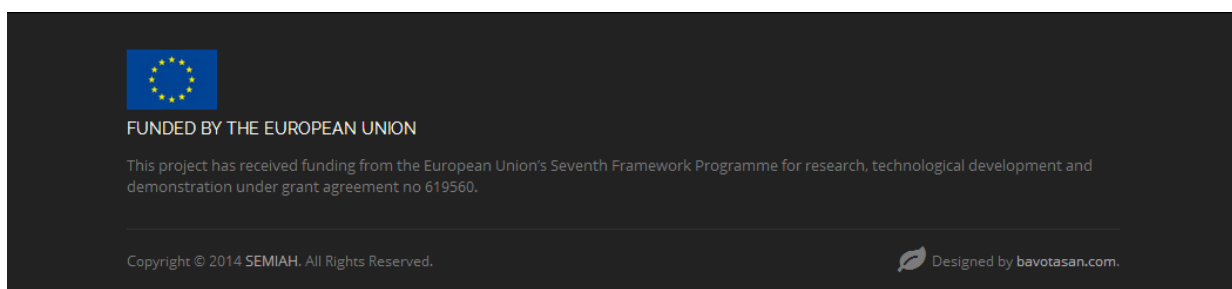 FUNDED BY THE EUROPEAN UNION
This project has received funding from the European Union’s Seventh Framework Programme for research, technological development and
demonstration under grant agreement no 619560.
Copyright © 2014 SEMIAH. All Rights Reserved.
Designed by bavotasan.com.